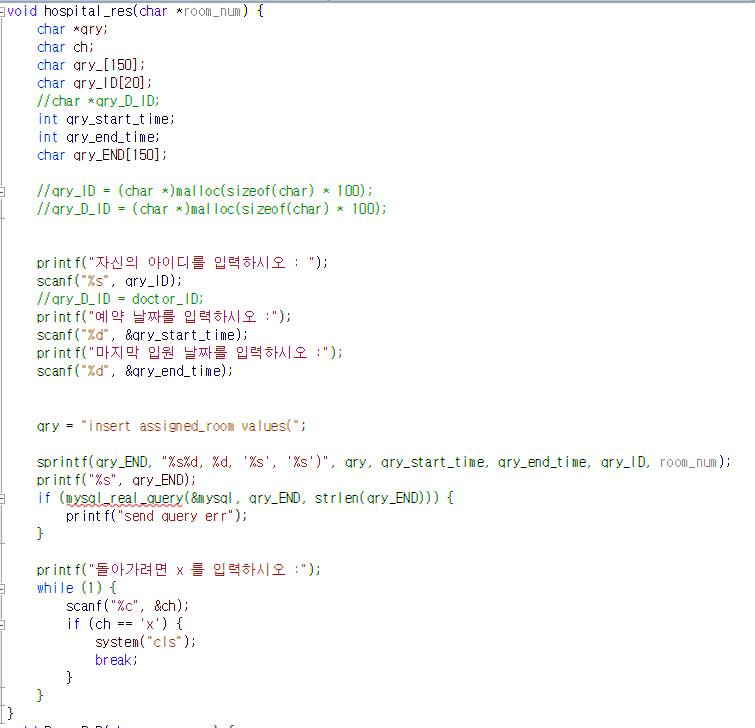 void hospital_res(char *room_num) {
char *qry;
char ch;
char qry_[150];
char qry_ID[20];
//char *qry_D_ID;
int qry_start_time;
int qry_end_time;
char qry_END[150];
//qry_ID = (char *)malloc(sizeof(char) * 100);
//qry_D_ID = (char *)malloc(sizeof(char) * 100);
printf("자신의 아이디를 입력하시오 : ");
scanf("%s", qry_ID);
//qry_D_ID = doctor_ID;
printf("예약 날짜를 입력하시오 :");
scanf("%d", &qry_start_time);
printf("마지막 입원 날짜를 입력하시오 :");
scanf("%d", &qry_end_time);
qry = "insert assigned_room values(";
sprintf(qry_END, "%s%d, %d, '%s', '%s')", qry, qry_start_time, qry_end_time, qry_ID, room_num);
printf("%s", qry_END);
if (mysql_real_query(&mysql, qry_END, strlen(qry_END))) {
printf("send query err");
}
printf("돌아가려면 x 를 입력하시오 :");
while (1) {
scanf("%c", &ch);
if (ch == 'x') {
system("cls");
break;
}
}
}